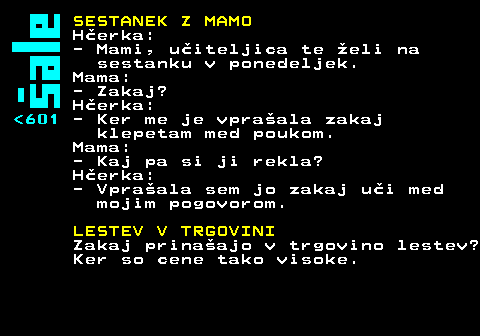 Šale
<601
SESTANEK Z MAMO
Hčerka:
- Mami, učiteljica te želi na
sestanku v ponedeljek.
Mama:
- Zakaj?
Hčerka:
- Ker me je vprašala zakaj
klepetam med poukom.
Mama:
- Kaj pa si ji rekla?
Hčerka:
- Vprašala sem jo zakaj uči med
mojim pogovorom.
LESTEV V TRGOVINI
Zakaj prinašajo v trgovino lestev?
Ker so cene tako visoke.